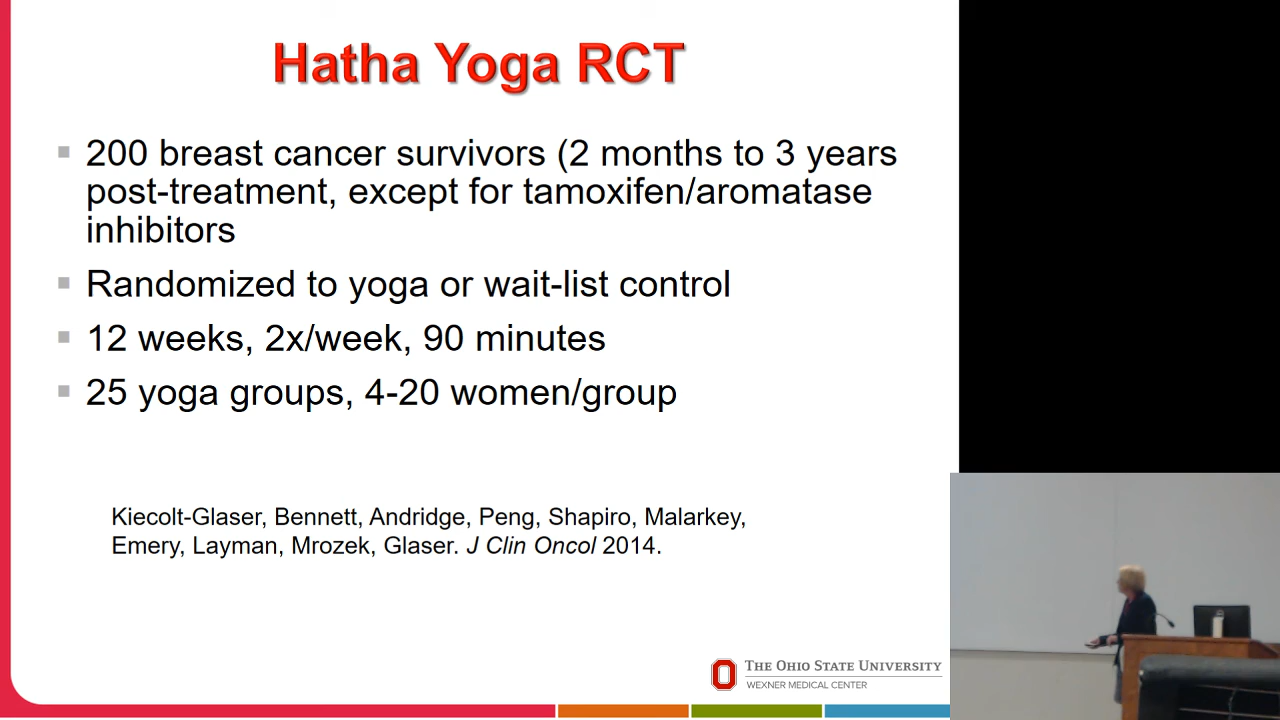 Hatha Yoga RCT
200 breast cancer survivors (2 months to 3 years
post-treatment, except for tamoxifen/aromatase
inhibitors
Randomized to yoga or wait-list control
12 weeks, 2x/week, 90 minutes
25 yoga groups, 4-20 women/group
Kiecolt-Glaser, Bennett, Andridge, Peng, Shapiro, Malarkey,
Emery, Layman, Mrozek, Glaser. J Clin Oncol 2014.
THE OHIO STATE UNIVERSITY
WEXNER MEDICAL CENTER